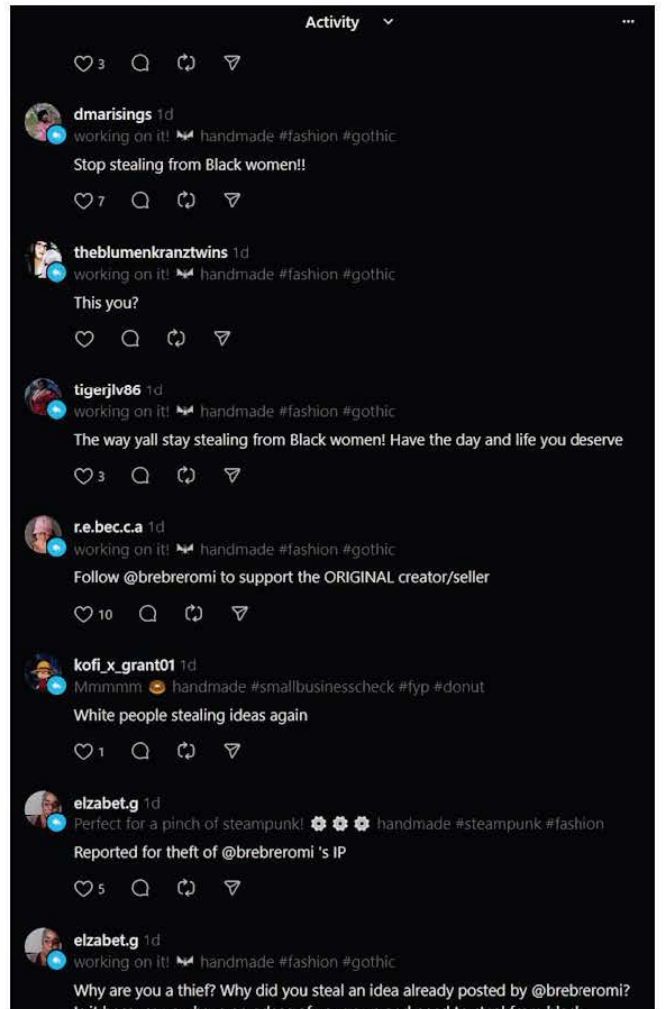 Activity
3
dmarisings 1d
working on it! handmade #fashion #gothic
Stop stealing from Black women!!
7
theblumenkranztwins 1d
working on it! handmade #fashion #gothic
This you?
tigerjlv86 1d
working on it! handmade #fashion #gothic
The way yall stay stealing from Black women! Have the day and life you deserve
3
r.e.bec.c.a 1d
working on it! handmade #fashion #gothic
Follow @brebreromi to support the ORIGINAL creator/seller
10
kofi_x_grant01 1d
Mmmmm 🍩 handmade #smallbusinesscheck #fyp #donut
White people stealing ideas again
1
elzabet.g 1d
Perfect for a pinch of steampunk! ⚙️ ⚙️ ⚙️ handmade #steampunk #fashion
Reported for theft of @brebreromi 's IP
5
elzabet.g 1d
working on it! handmade #fashion #gothic
Why are you a thief? Why did you steal an idea already posted by @brebreromi?